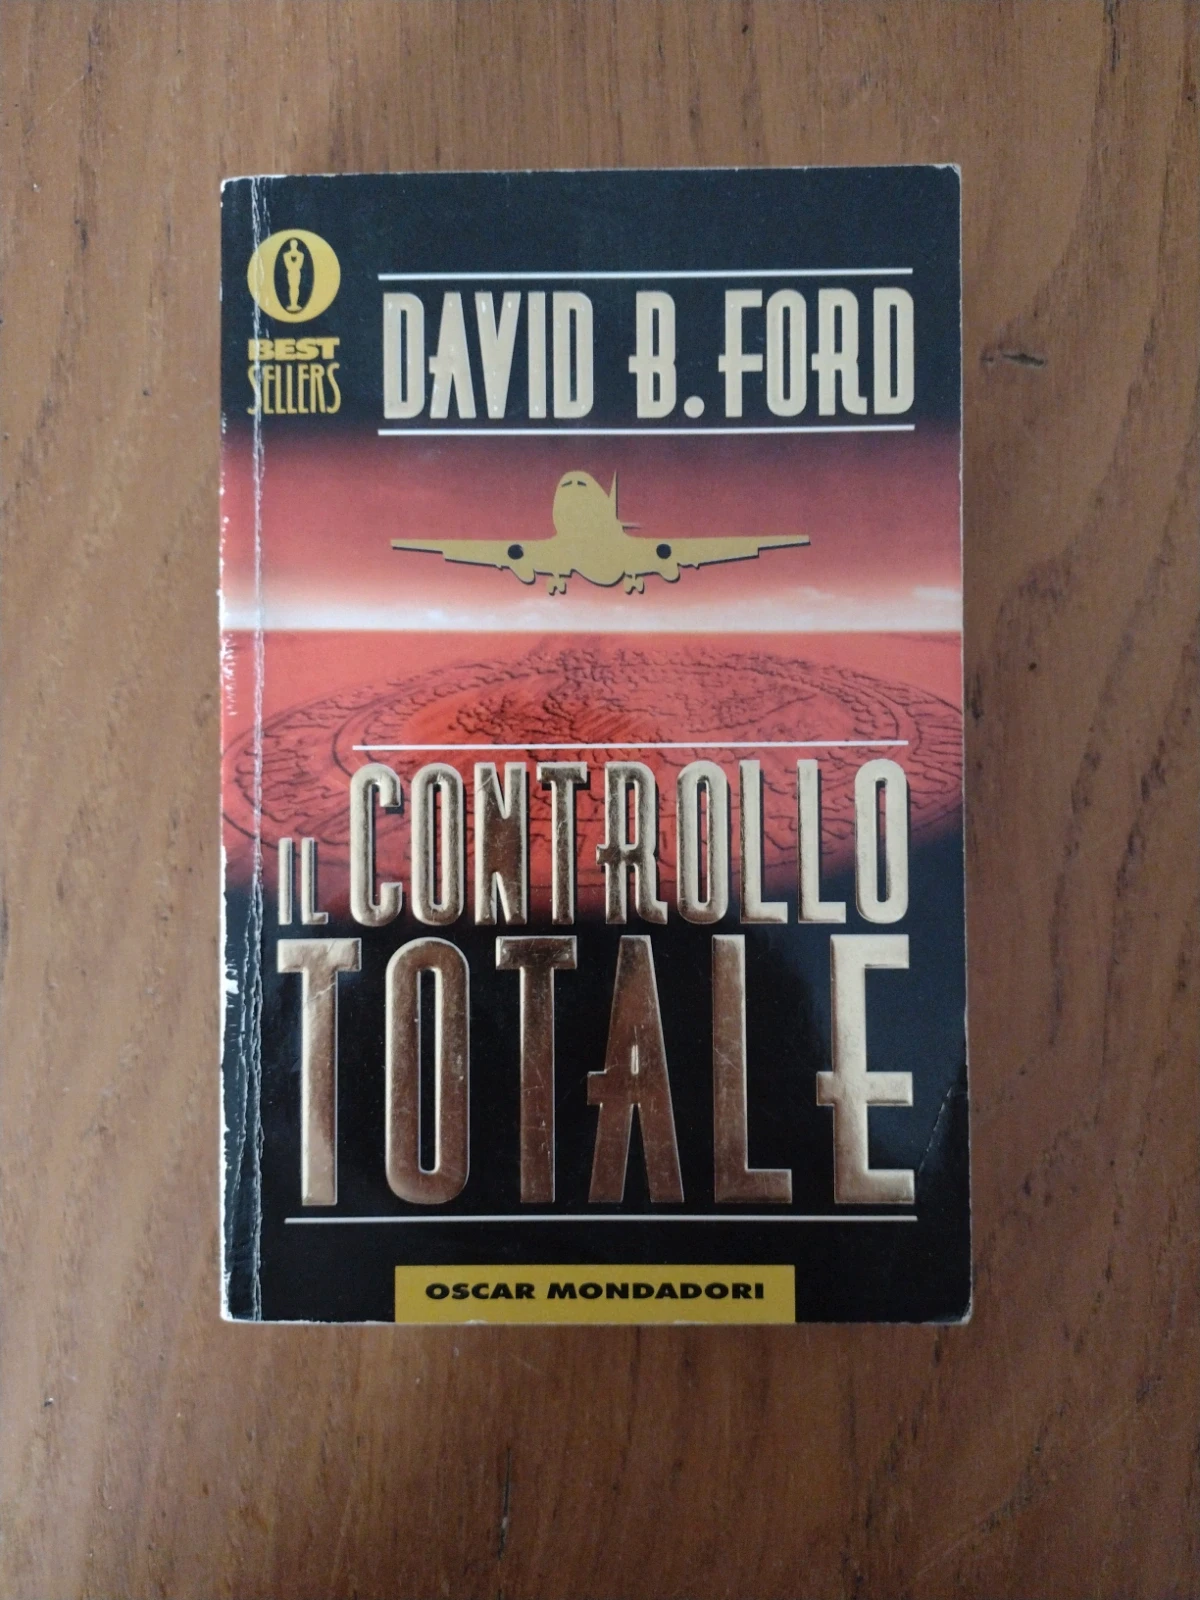 BEST
SELLERS
DAVID B. FORD
IL CONTROLLO
TOTALE
OSCAR MONDADORI